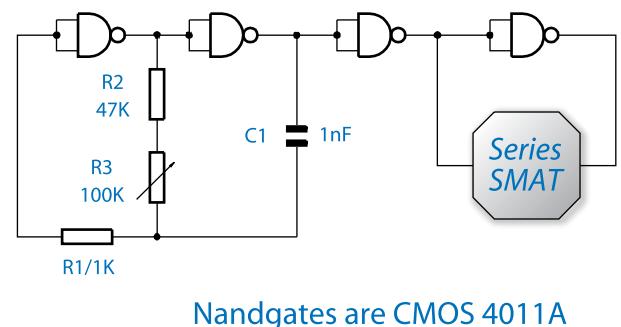 R2
47K
C1
1nF
Series
SMAT
R3
100K
R1/1K
Nandgates are CMOS 4011A